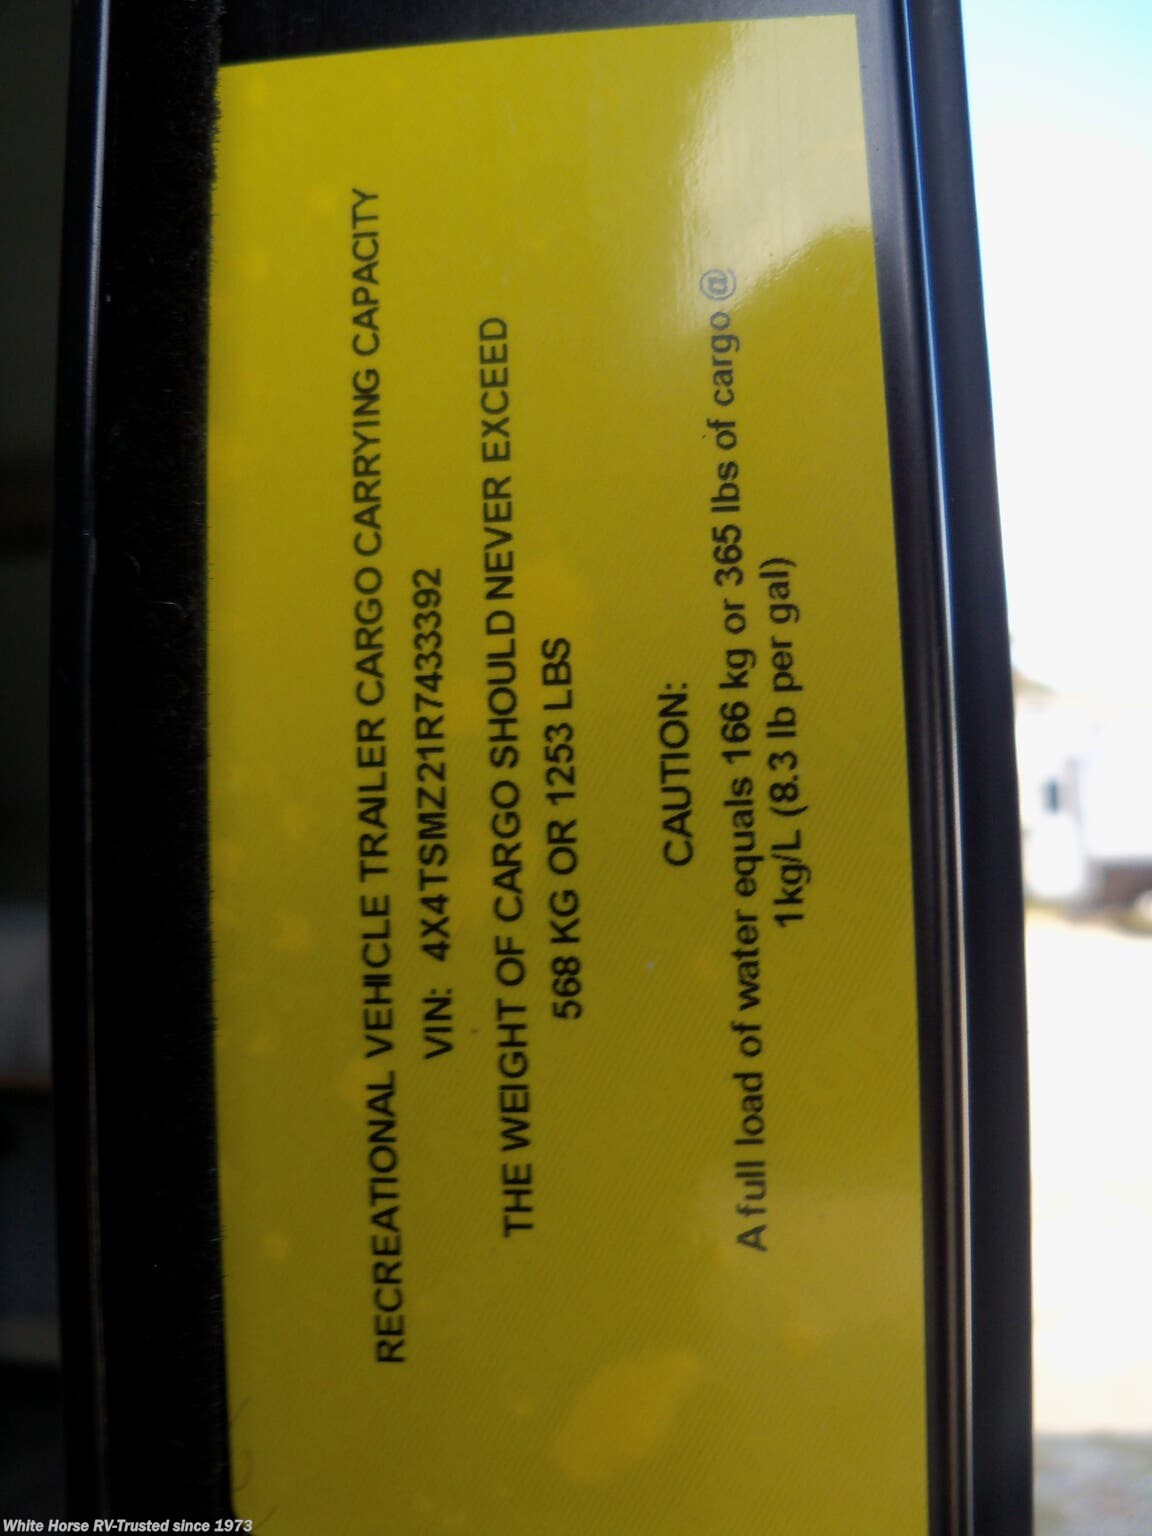 RECREATIONAL VEHICLE TRAILER CARGO CARRYING CAPACITY
VIN: 4X4TSMZ21R7433392
THE WEIGHT OF CARGO SHOULD NEVER EXCEED
568 KG OR 1253 LBS
CAUTION:
A full load of water equals 166 kg or 365 lbs of cargo @
1kg/L (8.3 lb per gal)
White Horse RV-Trusted since 1973